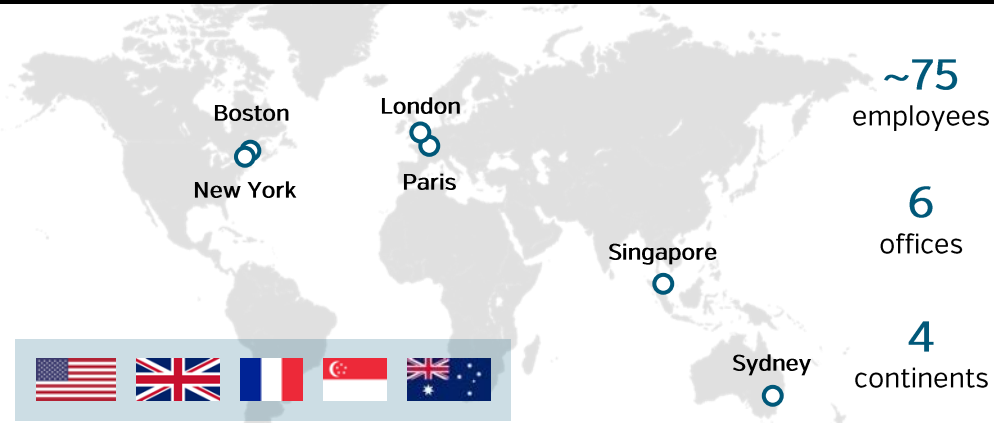 Boston
New York
London
Paris
Singapore
Sydney
~75
employees
6
offices
4
continents